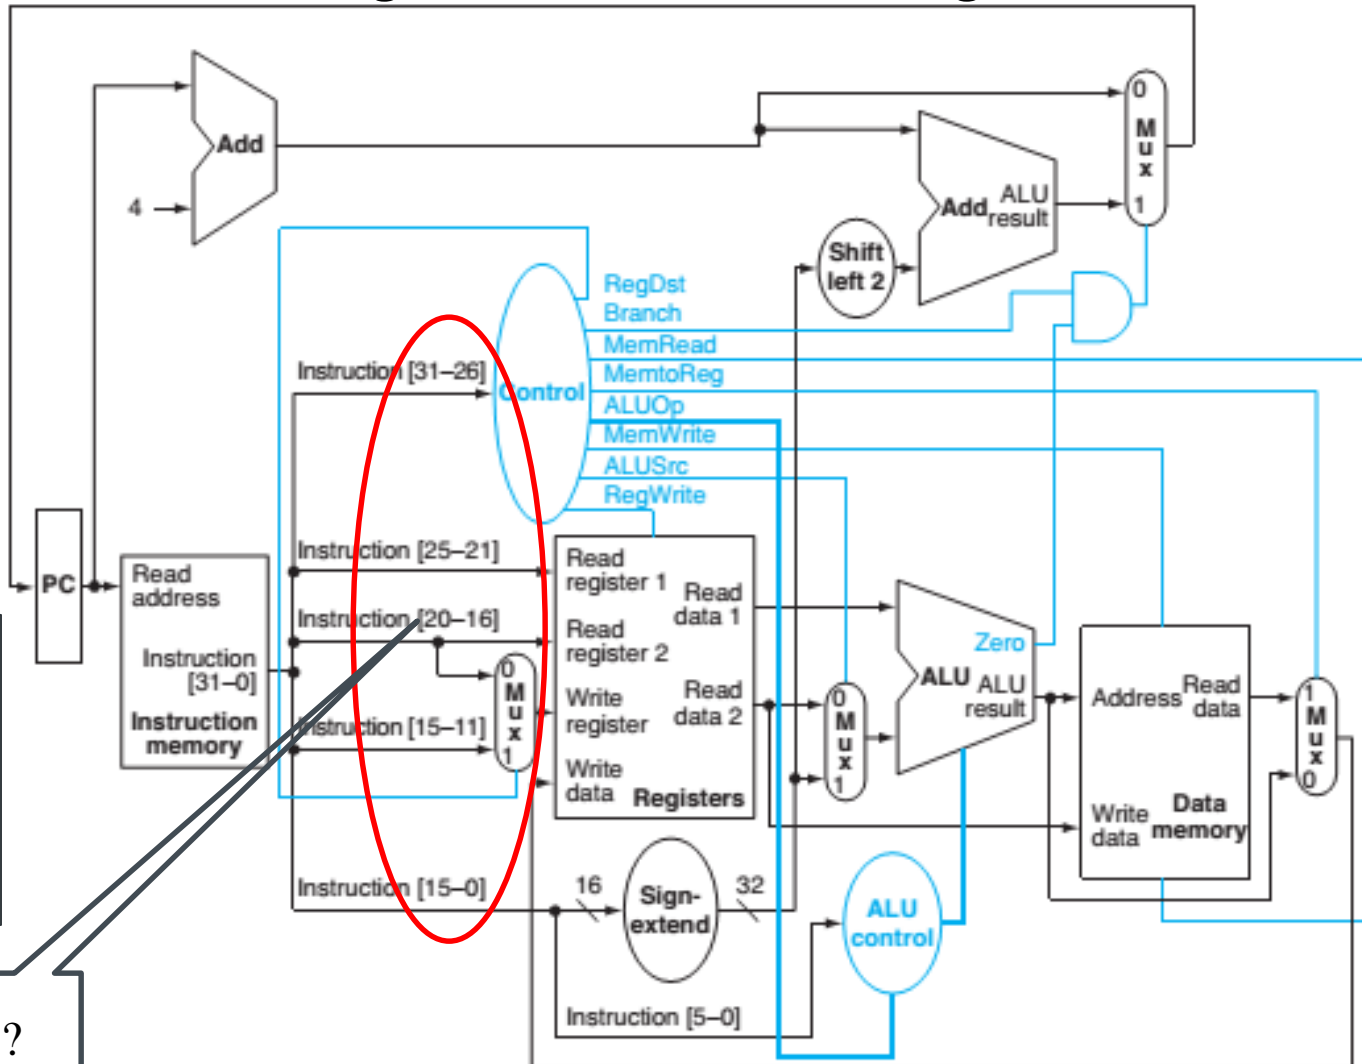 Add
4
0
Mux
1
Add ALU
result
Shift
left 2
RegDst
Branch
MemRead
MemtoReg
ALUOp
MemWrite
ALUSrc
RegWrite
Control
Instruction [31–26]
Instruction [25–21]
Instruction [20–16]
Instruction [15–11]
Instruction [15–0]
Instruction [5–0]
PC
Read
address
Instruction
[31–0]
Instruction
memory
0
Mux
1
Read
register 1
Read
register 2
Write
register
Write
data
Read
data 1
Read
data 2
Registers
16
Sign-
extend
32
0
Mux
1
Zero
ALU
ALU
result
ALU
control
Address
Read
data
Write
data
Data
memory
1
Mux
0
?